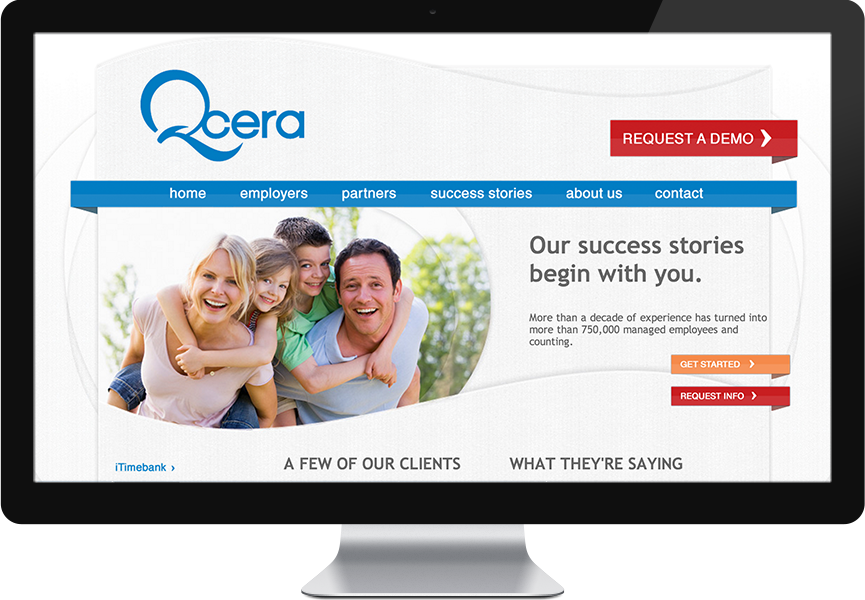 Qcera
REQUEST A DEMO ❯
home employers partners success stories about us contact
Our success stories
begin with you.
More than a decade of experience has turned into
more than 750,000 managed employees and
counting.
GET STARTED ❯
REQUEST INFO ❯
iTimebank ›
A FEW OF OUR CLIENTS
WHAT THEY'RE SAYING